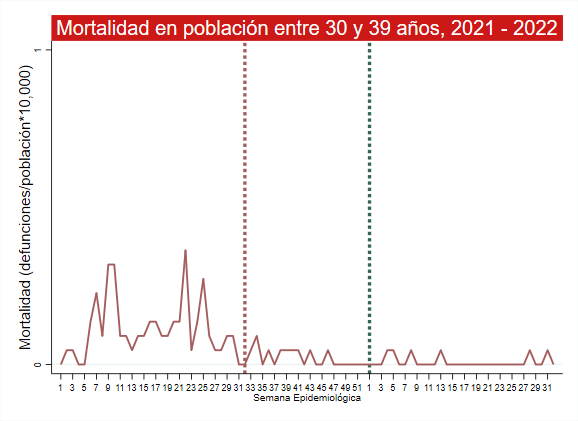 Mortalidad en población entre 30 y 39 años, 2021 - 2022
Mortalidad (defunciones/población*10,000)
1
0
1 3 5 7 9 11 13 15 17 19 21 23 25 27 29 31 33 35 37 39 41 43 45 47 49 51 1 3 5 7 9 11 13 15 17 19 21 23 25 27 29 31
Semana Epidemiológica